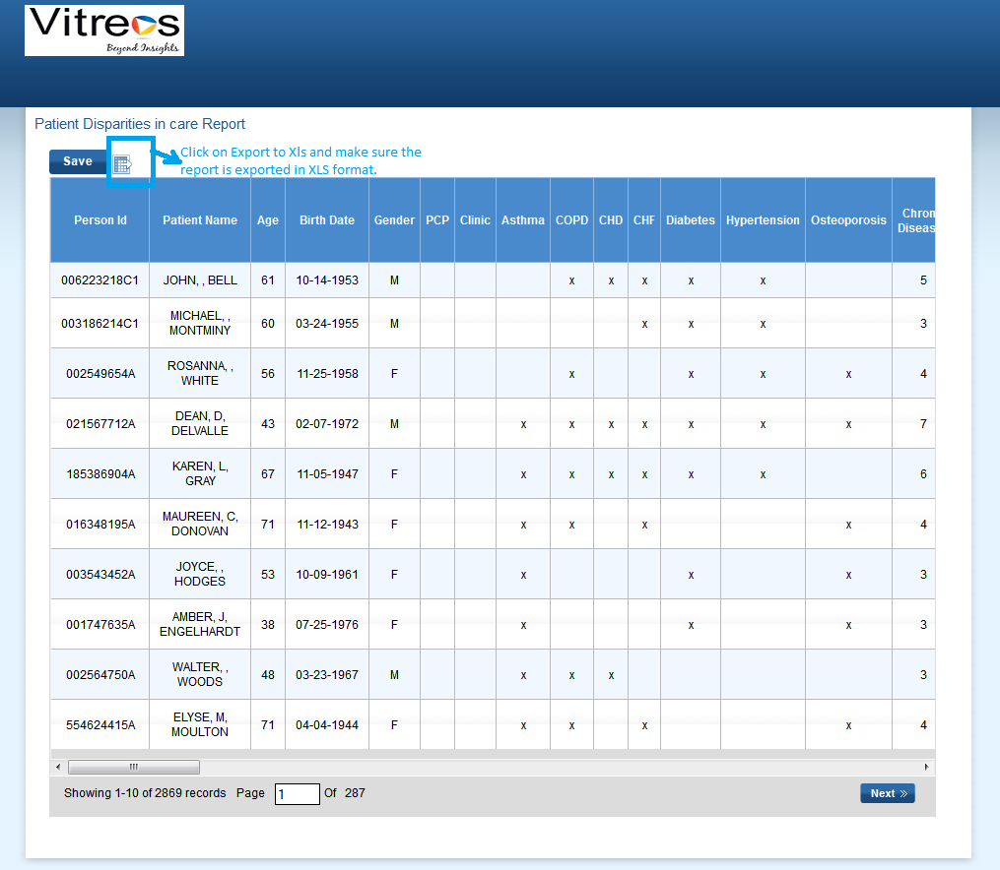 Vitreos
Beyond Insights
Patient Disparities in care Report
Save
Click on Export to Xls and make sure the
report is exported in XLS format.
Person Id Patient Name Age Birth Date Gender PCP Clinic Asthma COPD CHD CHF Diabetes Hypertension Osteoporosis Chron
Diseas
006223218C1 JOHN, , BELL 61 10-14-1953 M x x x x x 5
003186214C1 MICHAEL, ,
MONTMINY 60 03-24-1955 M x x x 3
002549654A ROSANNA, ,
WHITE 56 11-25-1958 F x x x x 4
021567712A DEAN, D,
DELVALLE 43 02-07-1972 M x x x x x x x 7
185386904A KAREN, L,
GRAY 67 11-05-1947 F x x x x x x 6
016348195A MAUREEN, C,
DONOVAN 71 11-12-1943 F x x x x 4
003543452A JOYCE, ,
HODGES 53 10-09-1961 F x x x 3
001747635A AMBER, J,
ENGELHARDT 38 07-25-1976 F x x x 3
002564750A WALTER, ,
WOODS 48 03-23-1967 M x x x 3
554624415A ELYSE, M,
MOULTON 71 04-04-1944 F x x x x 4
Showing 1-10 of 2869 records Page 1 Of 287
Next »